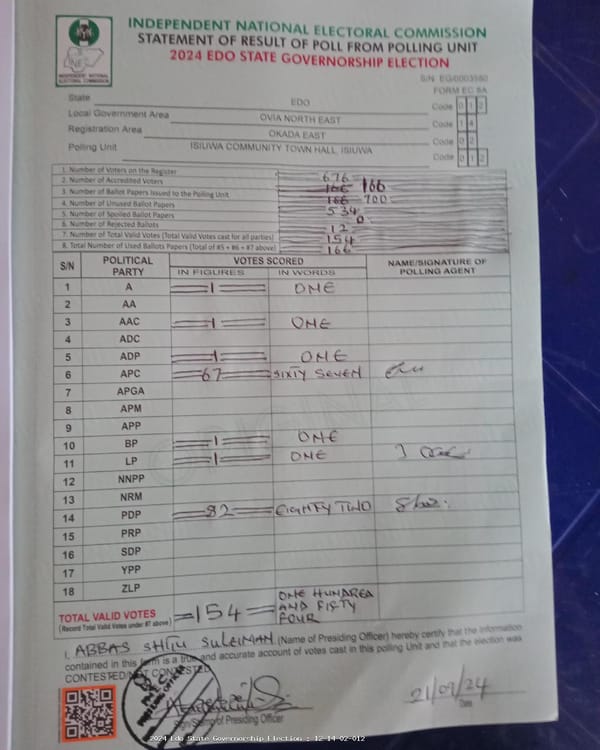 INDEPENDENT NATIONAL ELECTORAL COMMISSION
STATEMENT OF RESULT OF POLL FROM POLLING UNIT
2024 EDO STATE GOVERNORSHIP ELECTION
INEC
INDEPENDENT NATIONAL ELECTORAL COMMISSION
S/N EG/0003580
FORM EC 8A
State EDO Code 0 1 2
Local Government Area OVIA NORTH EAST Code 1 4
Registration Area OKADA EAST Code 0 2
Polling Unit ISILIWA COMMUNITY TOWN HALL, ISILIWA Code 0 1 2
1. Number of Voters on the Register 676
2. Number of Accredited Voters 166 166
3. Number of Ballot Papers Issued to the Polling Unit 166 700
4. Number of Unused Ballot Papers 534
5. Number of Spoiled Ballot Papers 0
6. Number of Rejected Ballots 12
7. Number of Total Valid Votes (Total Valid Votes cast for all parties) 154
8. Total Number of Used Ballots Papers (Total of #5 + #6 + #7 above) 166
S/N POLITICAL PARTY VOTES SCORED NAME/SIGNATURE OF POLLING AGENT
IN FIGURES IN WORDS
1 A 1 ONE
2 AA
3 AAC 1 ONE
4 ADC
5 ADP 1 ONE
6 APC 67 SIXTY SEVEN
7 APGA
8 APM
9 APP
10 BP 1 ONE
11 LP 1 ONE
12 NNPP
13 NRM
14 PDP 82 EIGHTY TWO
15 PRP
16 SDP
17 YPP
18 ZLP
TOTAL VALID VOTES 154 ONE HUNDREA AND FIFTY FOUR
(Record Total Valid Votes under #7 above)
I, ABBAS SHITU SULEIMAN (Name of Presiding Officer) hereby certify that the information
contained in this form is a true and accurate account of votes cast in this polling Unit and that the election was
CONTESTED/NOT CONTESTED
21/09/24
Sign/Stamp of Presiding Officer
Date
2024 Edo State Governorship Election : 12-14-02-012